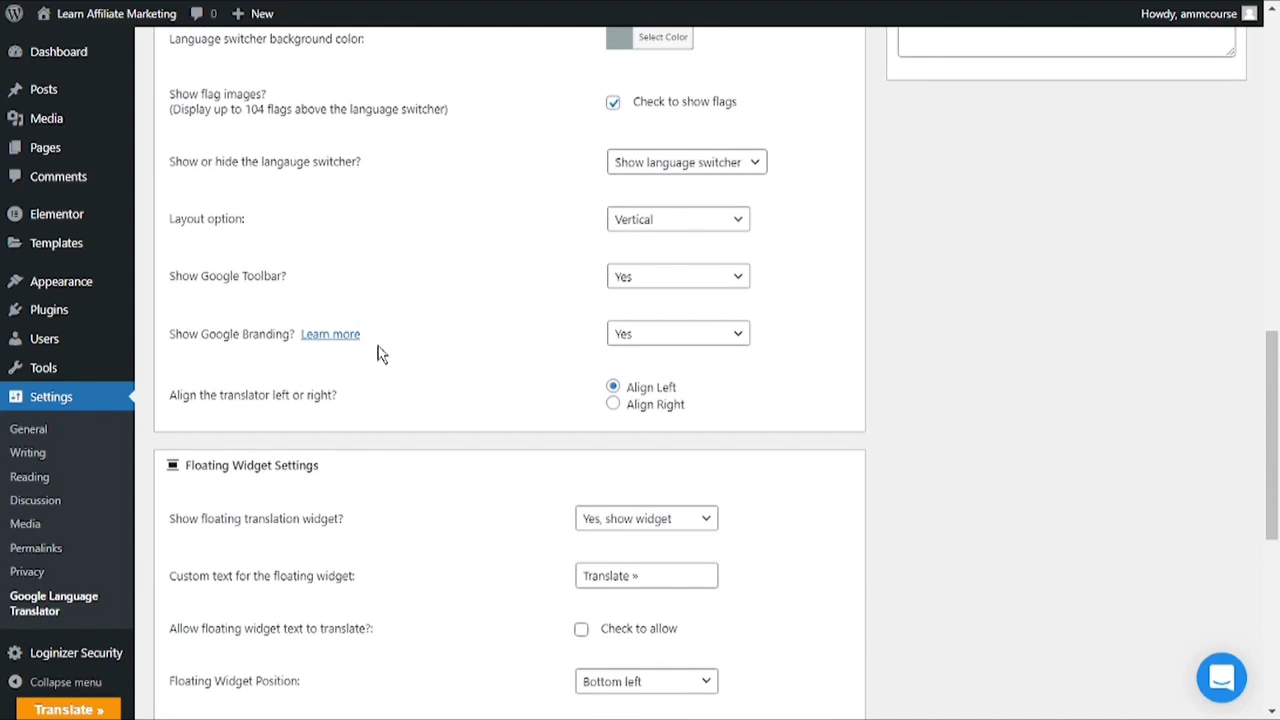 Learn Affiliate Marketing 0 New Howdy, ammcourse
Dashboard
Posts
Media
Pages
Comments
Elementor
Templates
Appearance
Plugins
Users
Tools
Settings
General
Writing
Reading
Discussion
Media
Permalinks
Privacy
Google Language
Translator
Loginizer Security
Collapse menu
Translate »
Language switcher background color: Select Color
Show flag images?
(Display up to 104 flags above the language switcher) Check to show flags
Show or hide the langauge switcher? Show language switcher
Layout option: Vertical
Show Google Toolbar? Yes
Show Google Branding? Learn more Yes
Align the translator left or right? Align Left
Align Right
Floating Widget Settings
Show floating translation widget? Yes, show widget
Custom text for the floating widget: Translate »
Allow floating widget text to translate?: Check to allow
Floating Widget Position: Bottom left